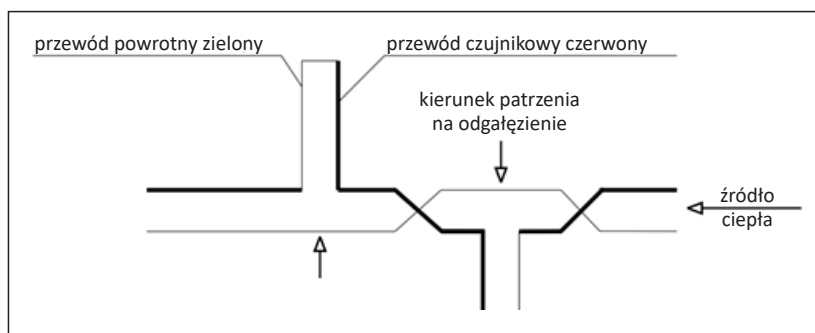 przewód powrotny zielony
przewód czujnikowy czerwony
kierunek patrzenia
na odgałęzienie
źródło
ciepła